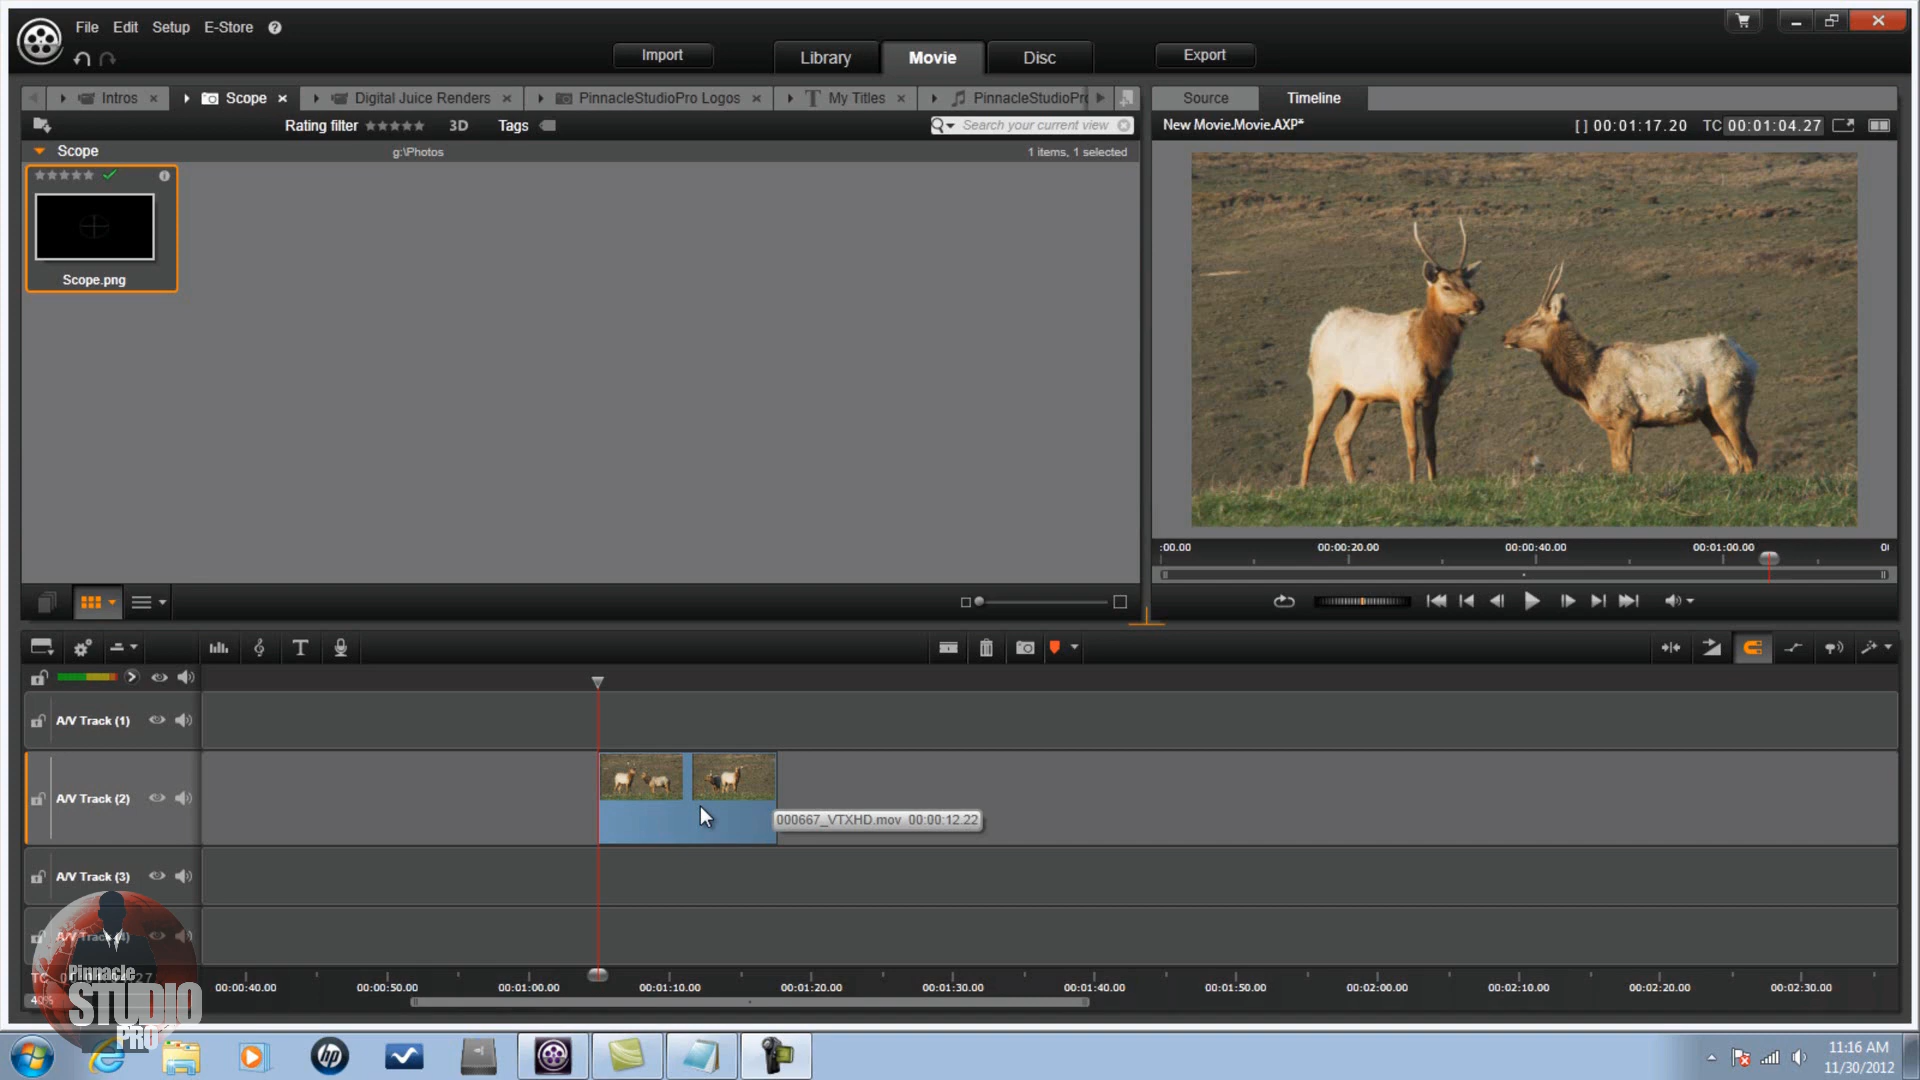 File Edit Setup E-Store ?
Import Library Movie Disc Export
Intros × Scope × Digital Juice Renders × PinnacleStudioPro Logos × T My Titles × PinnacleStudioPr
Source Timeline
Rating filter 3D Tags Search your current view
New Movie.Movie.AXP* [ ] 00:01:17.20 TC 00:01:04.27
Scope g:\Photos 1 items, 1 selected
Scope.png
:00.00 00:00:20.00 00:00:40.00 00:01:00.00
A/V Track (1)
A/V Track (2)
000667_VTXHD.mov 00:00:12.22
A/V Track (3)
A/V Track (4)
00:00:40.00 00:00:50.00 00:01:00.00 00:01:10.00 00:01:20.00 00:01:30.00 00:01:40.00 00:01:50.00 00:02:00.00 00:02:10.00 00:02:20.00 00:02:30.00
40%
Pinnacle
STUDIO
PRO
hp
11:16 AM
11/30/2012